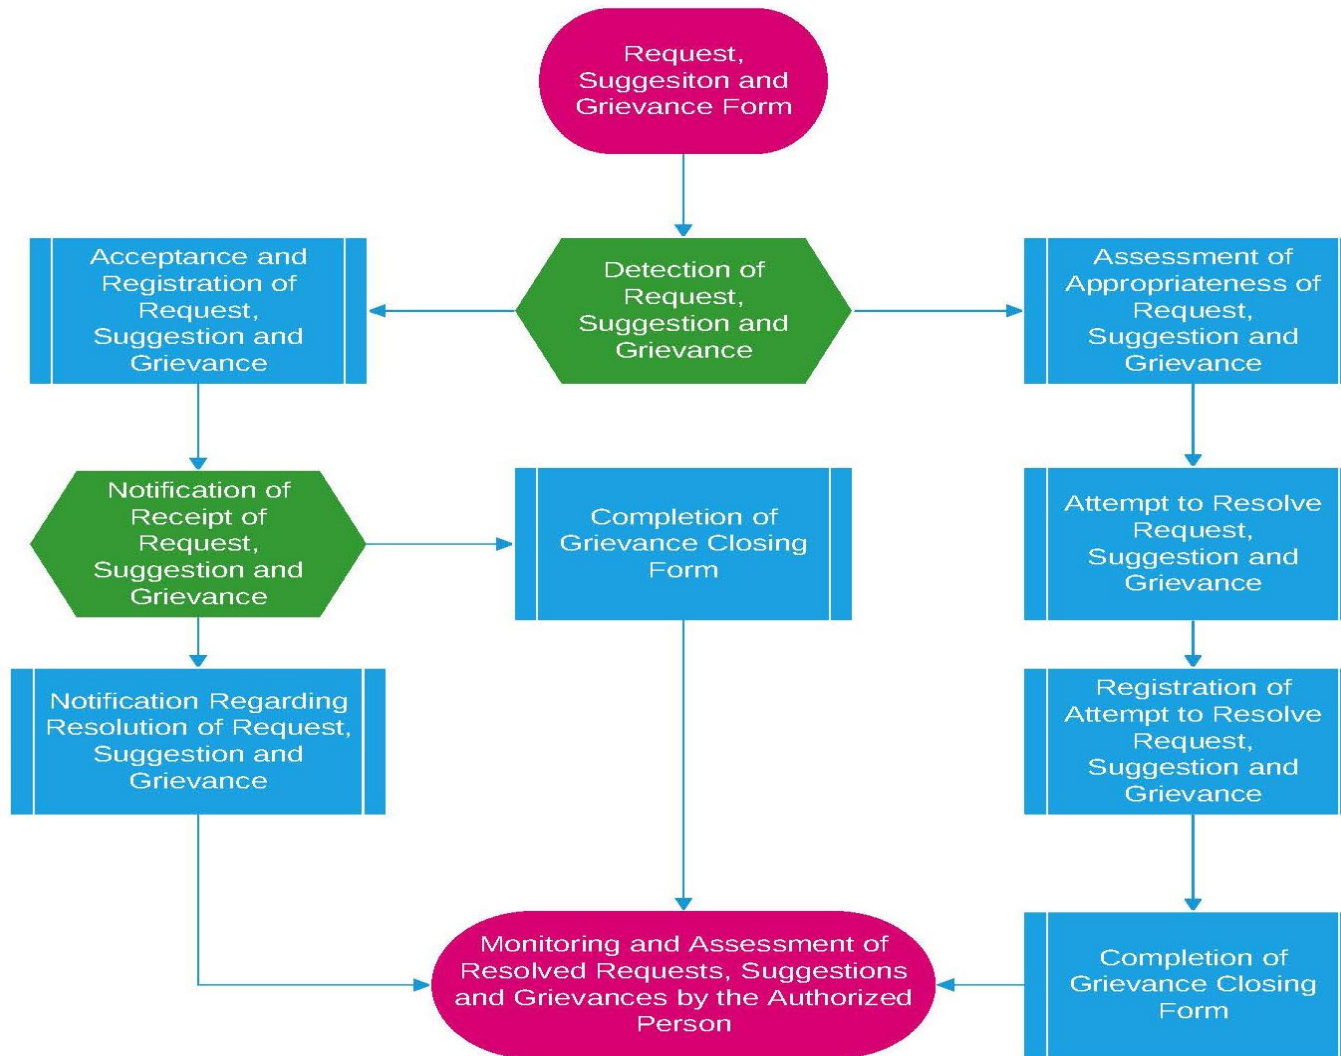 Request,
Suggesiton and
Grievance Form
Acceptance and
Registration of
Request,
Suggestion and
Grievance
Detection of
Request,
Suggestion and
Grievance
Assessment of
Appropriateness of
Request,
Suggestion and
Grievance
Notification of
Receipt of
Request,
Suggestion and
Grievance
Completion of
Grievance Closing
Form
Attempt to Resolve
Request,
Suggestion and
Grievance
Notification Regarding
Resolution of Request,
Suggestion and
Grievance
Registration of
Attempt to Resolve
Request,
Suggestion and
Grievance
Monitoring and Assessment of
Resolved Requests, Suggestions
and Grievances by the Authorized
Person
Completion of
Grievance Closing
Form